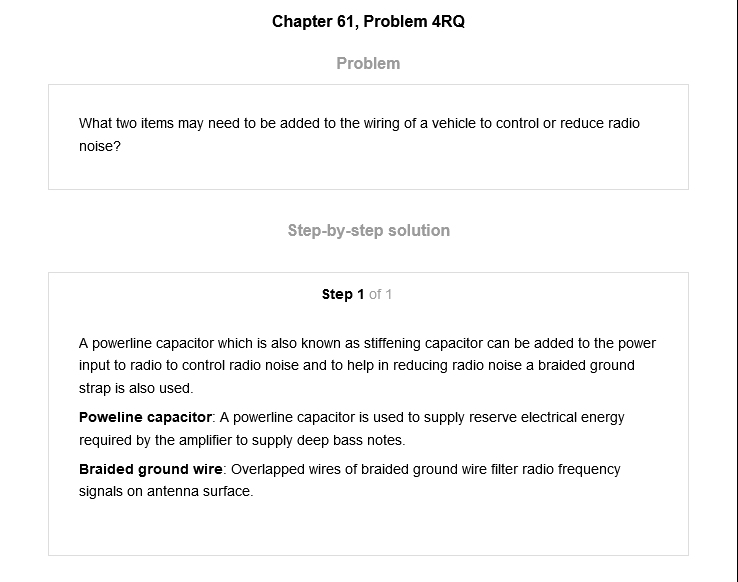 Chapter 61, Problem 4RQ
Problem
What two items may need to be added to the wiring of a vehicle to control or reduce radio
noise?
Step-by-step solution
Step 1 of 1
A powerline capacitor which is also known as stiffening capacitor can be added to the power
input to radio to control radio noise and to help in reducing radio noise a braided ground
strap is also used.
Poweline capacitor: A powerline capacitor is used to supply reserve electrical energy
required by the amplifier to supply deep bass notes.
Braided ground wire: Overlapped wires of braided ground wire filter radio frequency
signals on antenna surface.